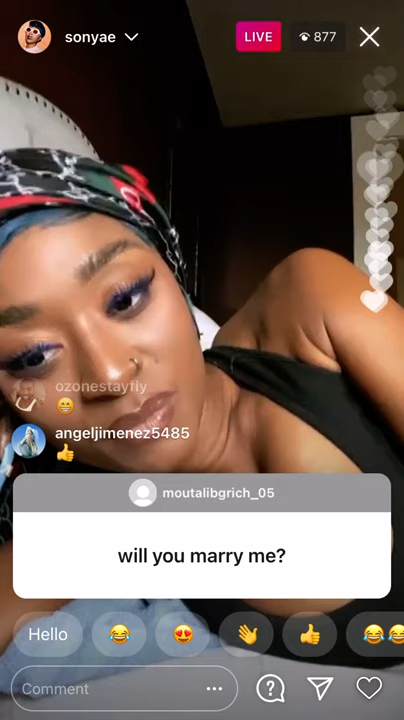 sonyae
LIVE
877
ozonestayfly
😁
angeljimenez5485
👍
moutalibgrich_05
will you marry me?
Hello 😂 😍 👋 👍 😂😂
Comment